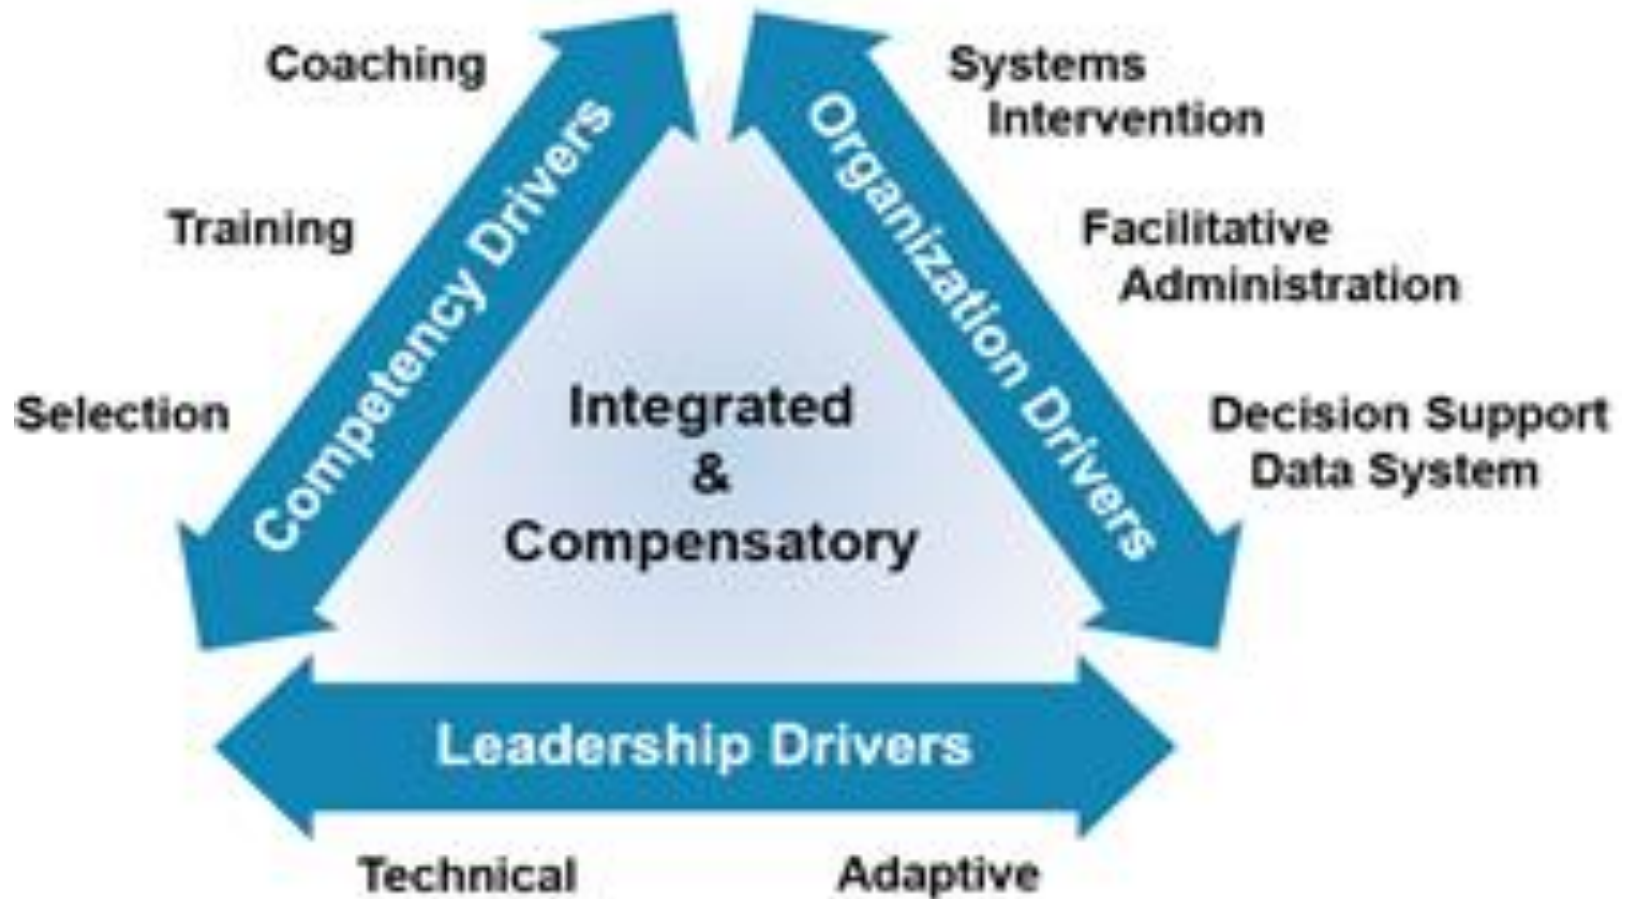 Coaching
Training
Selection
Competency Drivers
Systems
Intervention
Facilitative
Administration
Decision Support
Data System
Organization Drivers
Integrated
&
Compensatory
Leadership Drivers
Technical
Adaptive